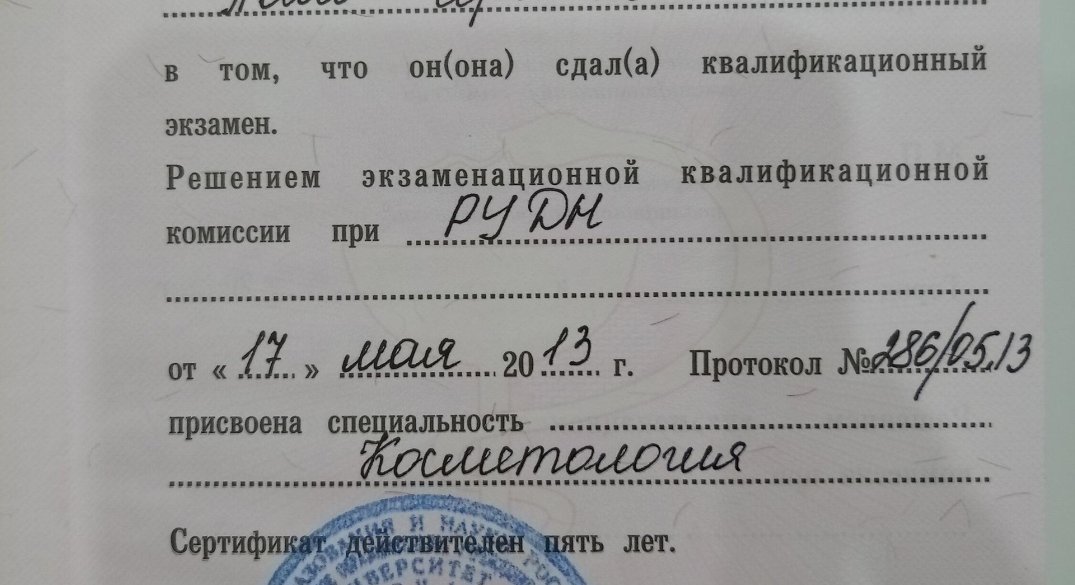 в том, что он(она) сдал(а) квалификационный
экзамен.
Решением экзаменационной квалификационной
комиссии при РУДН
от « 17 » мая 2013 г. Протокол № 286/05.13
присвоена специальность
Косметология
Сертификат действителен пять лет.
УНИВЕРСИТЕТ